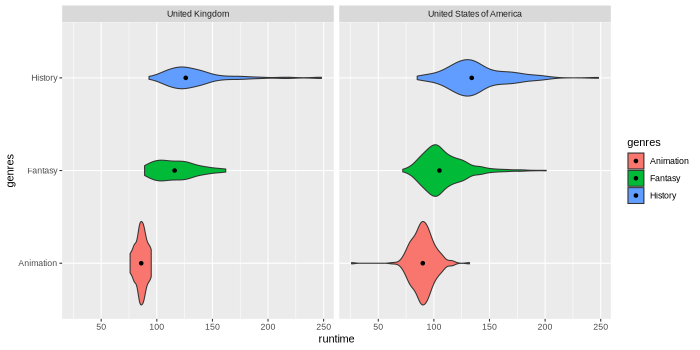 United Kingdom
United States of America
genres
History
Fantasy
Animation
50 100 150 200 250
50 100 150 200 250
runtime
genres
Animation
Fantasy
History